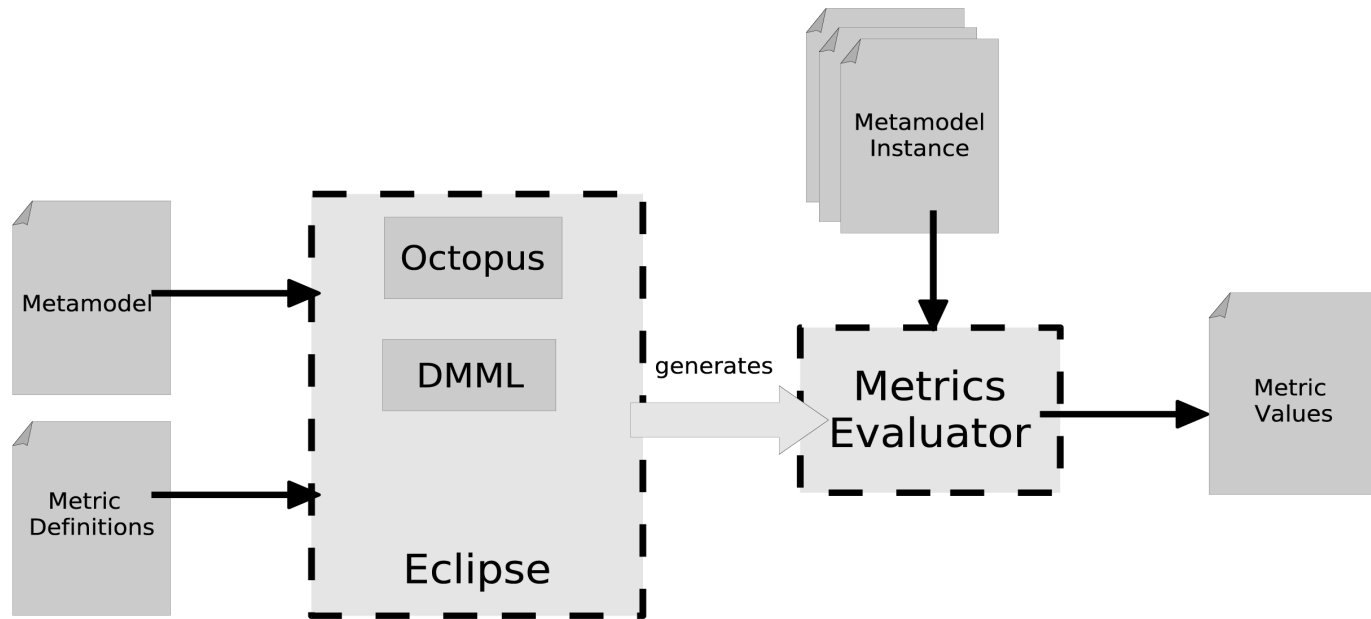 Metamodel
Instance
Octopus
Metamodel
DMML
generates
Metrics
Evaluator
Metric
Values
Metric
Definitions
Eclipse